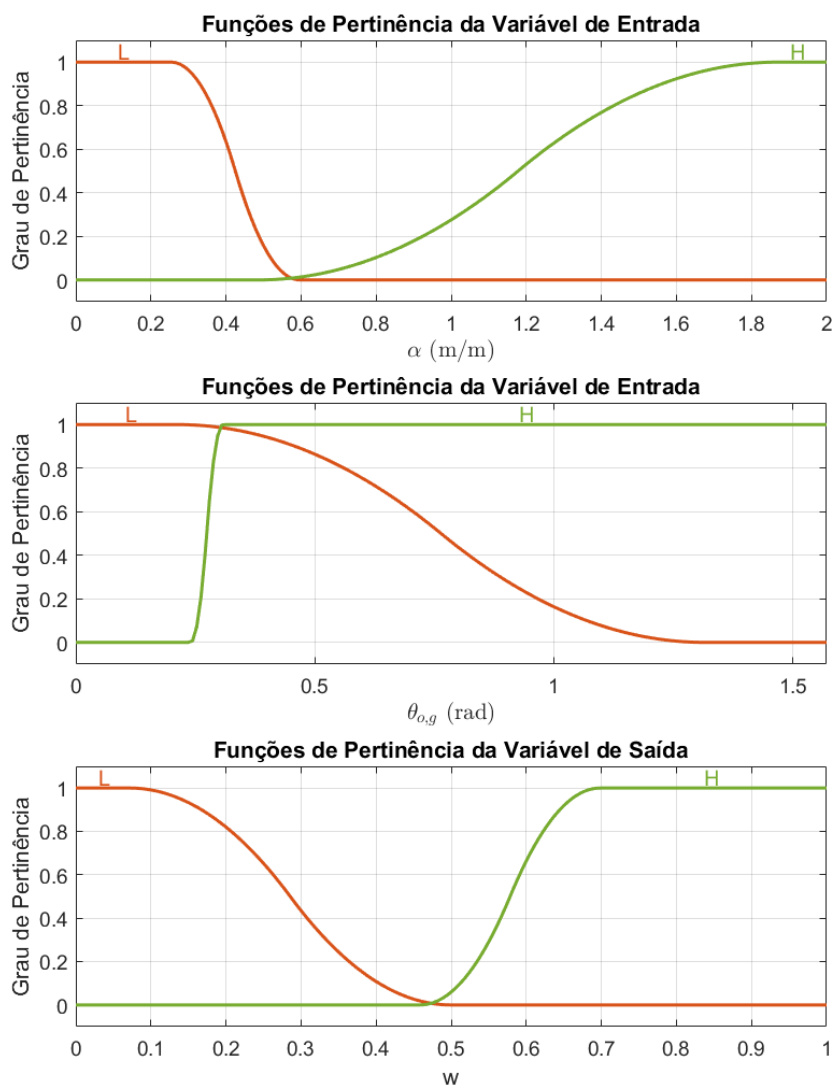 Funções de Pertinência da Variável de Entrada
L
H
Grau de Pertinência
1
0.8
0.6
0.4
0.2
0
0 0.2 0.4 0.6 0.8 1 1.2 1.4 1.6 1.8 2
α (m/m)
Funções de Pertinência da Variável de Entrada
L
H
Grau de Pertinência
1
0.8
0.6
0.4
0.2
0
0 0.5 1 1.5
θo,g (rad)
Funções de Pertinência da Variável de Saída
L
H
Grau de Pertinência
1
0.8
0.6
0.4
0.2
0
0 0.1 0.2 0.3 0.4 0.5 0.6 0.7 0.8 0.9 1
w